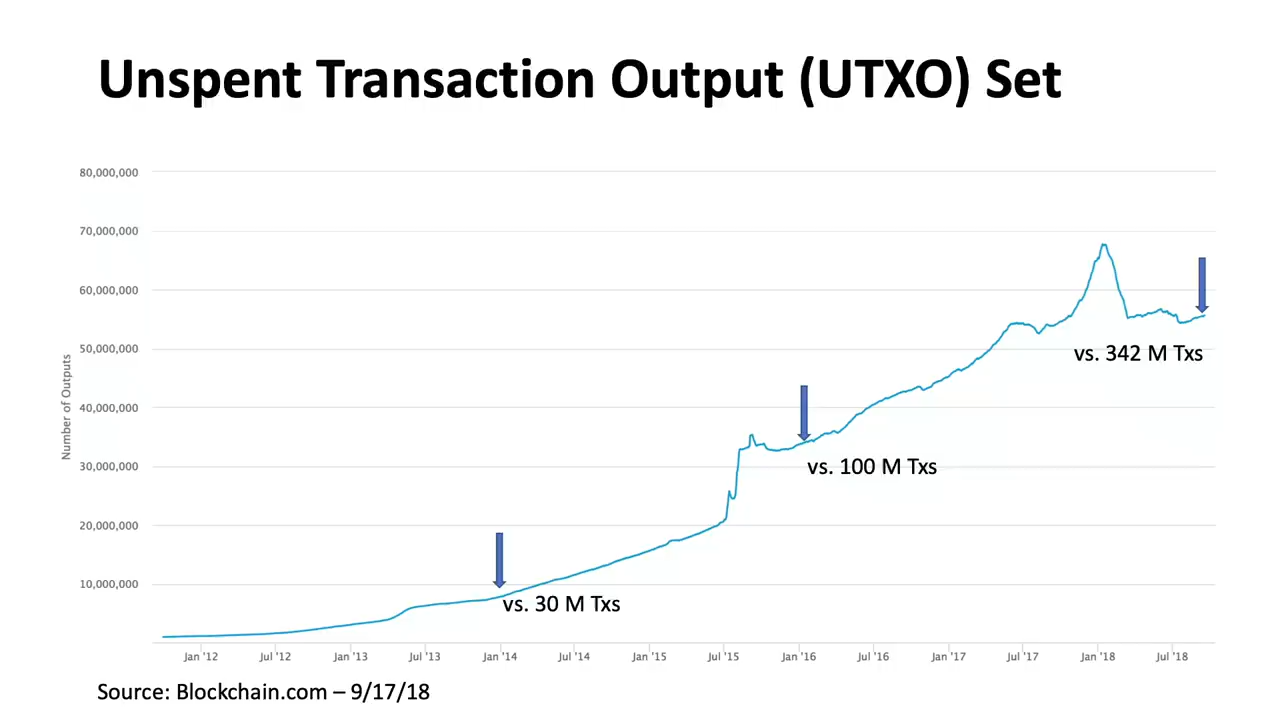 Unspent Transaction Output (UTXO) Set
80,000,000
70,000,000
60,000,000
50,000,000
40,000,000
30,000,000
20,000,000
10,000,000
Number of Outputs
vs. 342 M Txs
vs. 100 M Txs
vs. 30 M Txs
Jan '12 Jul '12 Jan '13 Jul '13 Jan '14 Jul '14 Jan '15 Jul '15 Jan '16 Jul '16 Jan '17 Jul '17 Jan '18 Jul '18
Source: Blockchain.com – 9/17/18